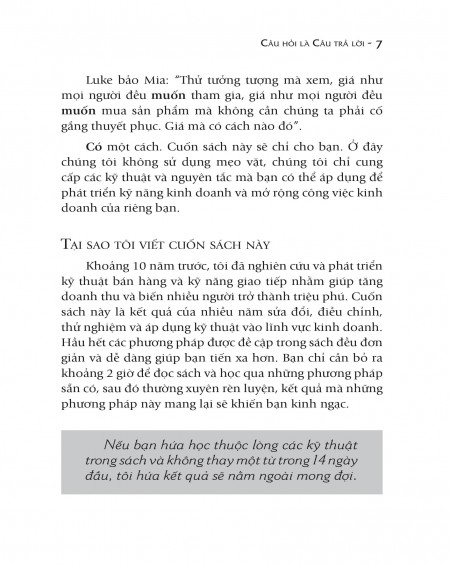 CÂU HỎI LÀ CÂU TRẢ LỜI - 7
Luke bảo Mia: “Thử tưởng tượng mà xem, giá như
mọi người đều muốn tham gia, giá như mọi người đều
muốn mua sản phẩm mà không cần chúng ta phải cố
gắng thuyết phục. Giá mà có cách nào đó”.
Có một cách. Cuốn sách này sẽ chỉ cho bạn. Ở đây
chúng tôi không sử dụng mẹo vặt, chúng tôi chỉ cung
cấp các kỹ thuật và nguyên tắc mà bạn có thể áp dụng để
phát triển kỹ năng kinh doanh và mở rộng công việc kinh
doanh của riêng bạn.
TẠI SAO TÔI VIẾT CUỐN SÁCH NÀY
Khoảng 10 năm trước, tôi đã nghiên cứu và phát triển
kỹ thuật bán hàng và kỹ năng giao tiếp nhằm giúp tăng
doanh thu và biến nhiều người trở thành triệu phú. Cuốn
sách này là kết quả của nhiều năm sửa đổi, điều chỉnh,
thử nghiệm và áp dụng kỹ thuật vào lĩnh vực kinh doanh.
Hầu hết các phương pháp được đề cập trong sách đều đơn
giản và dễ dàng giúp bạn tiến xa hơn. Bạn chỉ cần bỏ ra
khoảng 2 giờ để đọc sách và học qua những phương pháp
sẵn có, sau đó thường xuyên rèn luyện, kết quả mà những
phương pháp này mang lại sẽ khiến bạn kinh ngạc.
Nếu bạn hứa học thuộc lòng các kỹ thuật
trong sách và không thay một từ trong 14 ngày
đầu, tôi hứa kết quả sẽ nằm ngoài mong đợi.